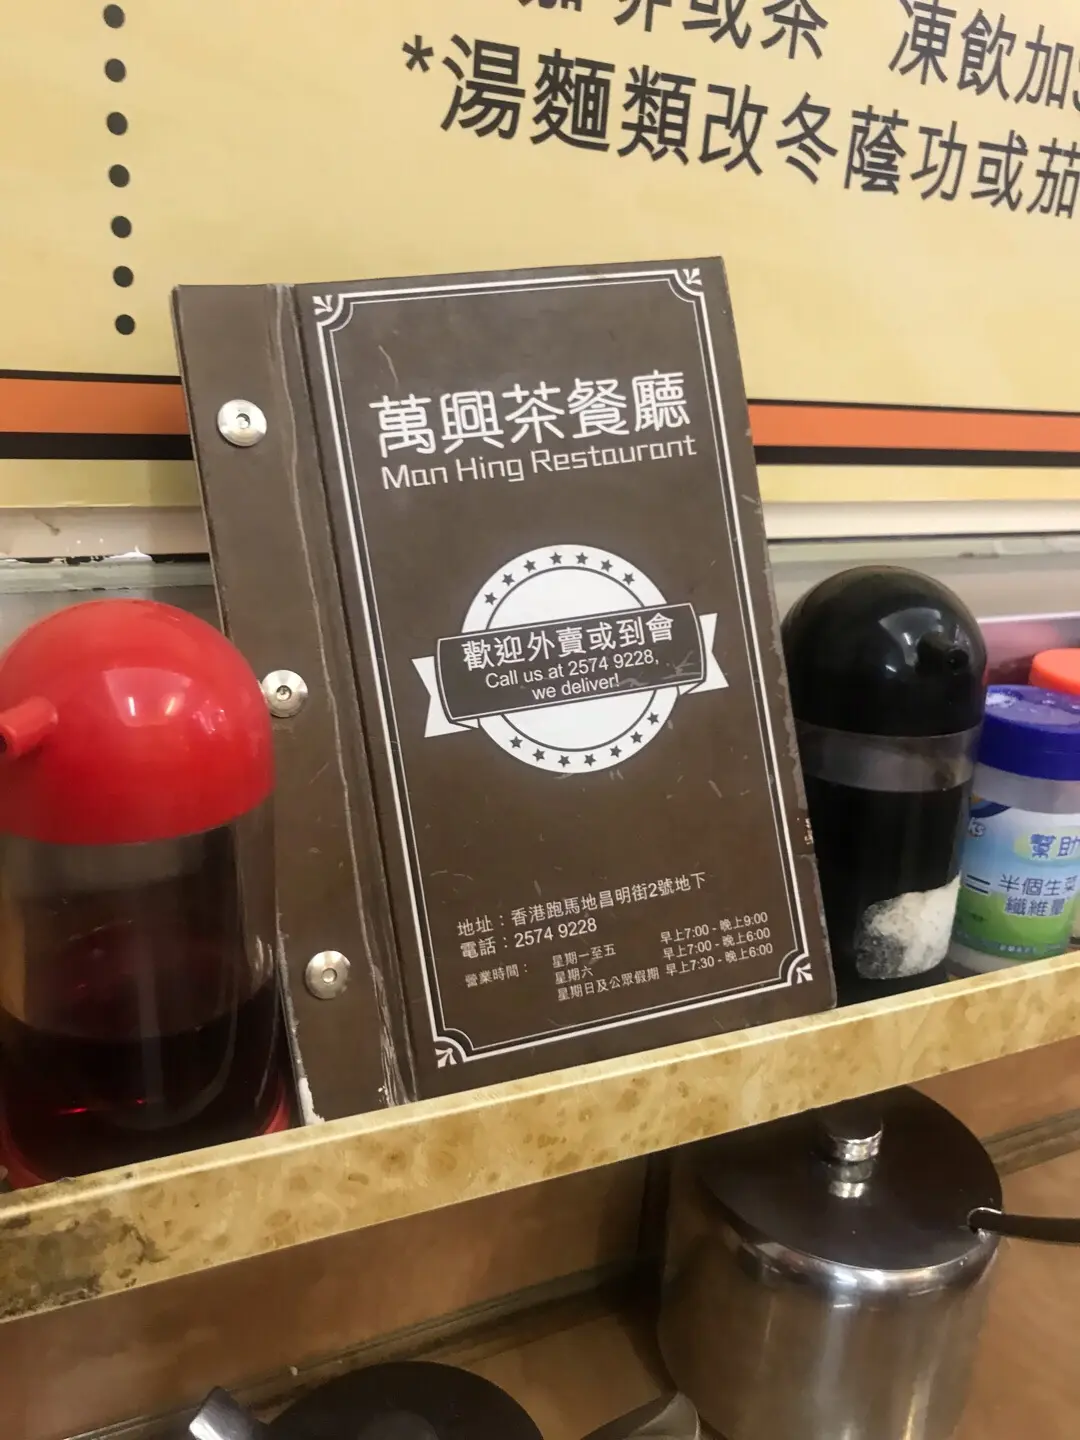 或茶 凍飲加
*湯麵類改冬蔭功或茄
萬興茶餐廳
Man Hing Restaurant
歡迎外賣或到會
Call us at 2574 9228,
we deliver!
地址：香港跑馬地昌明街2號地下
電話：2574 9228
營業時間： 星期一至五 早上7:00 - 晚上9:00
星期六 早上7:00 - 晚上6:00
星期日及公眾假期 早上7:30 - 晚上6:00
幫助
半個生菜
纖維量